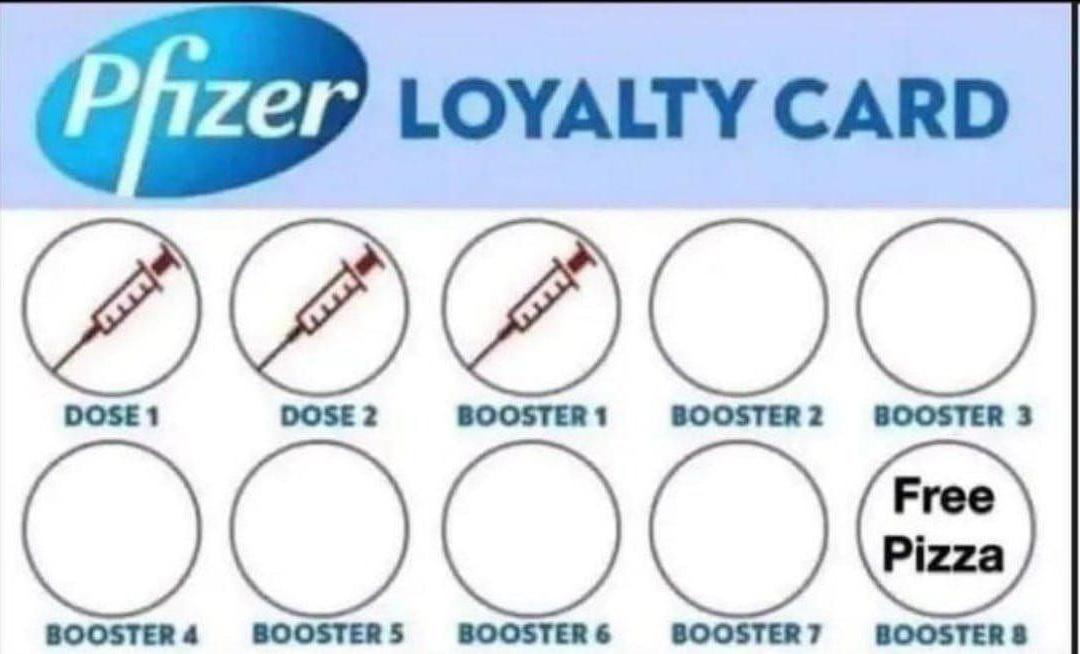 Pfizer LOYALTY CARD
DOSE 1 DOSE 2 BOOSTER 1 BOOSTER 2 BOOSTER 3
Free
Pizza
BOOSTER 4 BOOSTER 5 BOOSTER 6 BOOSTER 7 BOOSTER 8